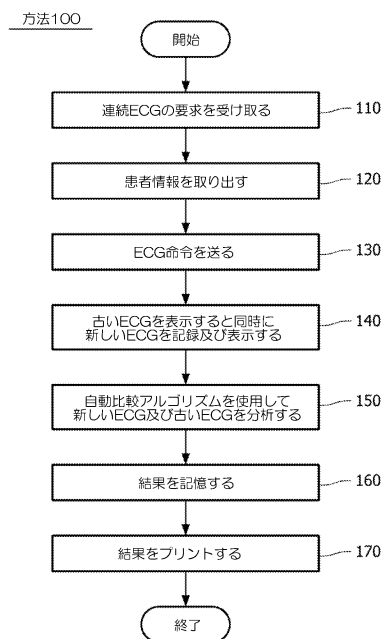 方法100
開始
連続ECGの要求を受け取る
110
患者情報を取り出す
120
ECG命令を送る
130
古いECGを表示すると同時に
新しいECGを記録及び表示する
140
自動比較アルゴリズムを使用して
新しいECG及び古いECGを分析する
150
結果を記憶する
160
結果をプリントする
170
終了